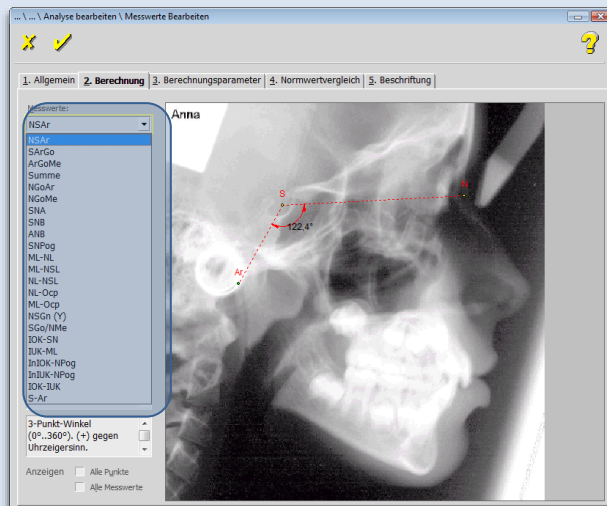 ... \ ... \ Analyse bearbeiten \ Messwerte Bearbeiten
1. Allgemein 2. Berechnung 3. Berechnungsparameter 4. Normwertvergleich 5. Beschriftung
Messwerte:
NSAr
NSAr
SArGo
ArGoMe
Summe
NGoAr
NGoMe
SNA
SNB
ANB
SNPog
ML-NL
ML-NSL
NL-NSL
NL-Ocp
ML-Ocp
NSGn (Y)
SGo/NMe
IOK-SN
IUK-ML
InIOK-NPog
InIUK-NPog
IOK-IUK
S-Ar
3-Punkt-Winkel
(0°..360°). (+) gegen
Uhrzeigersinn.
Anzeigen
Alle Punkte
Alle Messwerte
Anna
S
N
122,4°
Ar